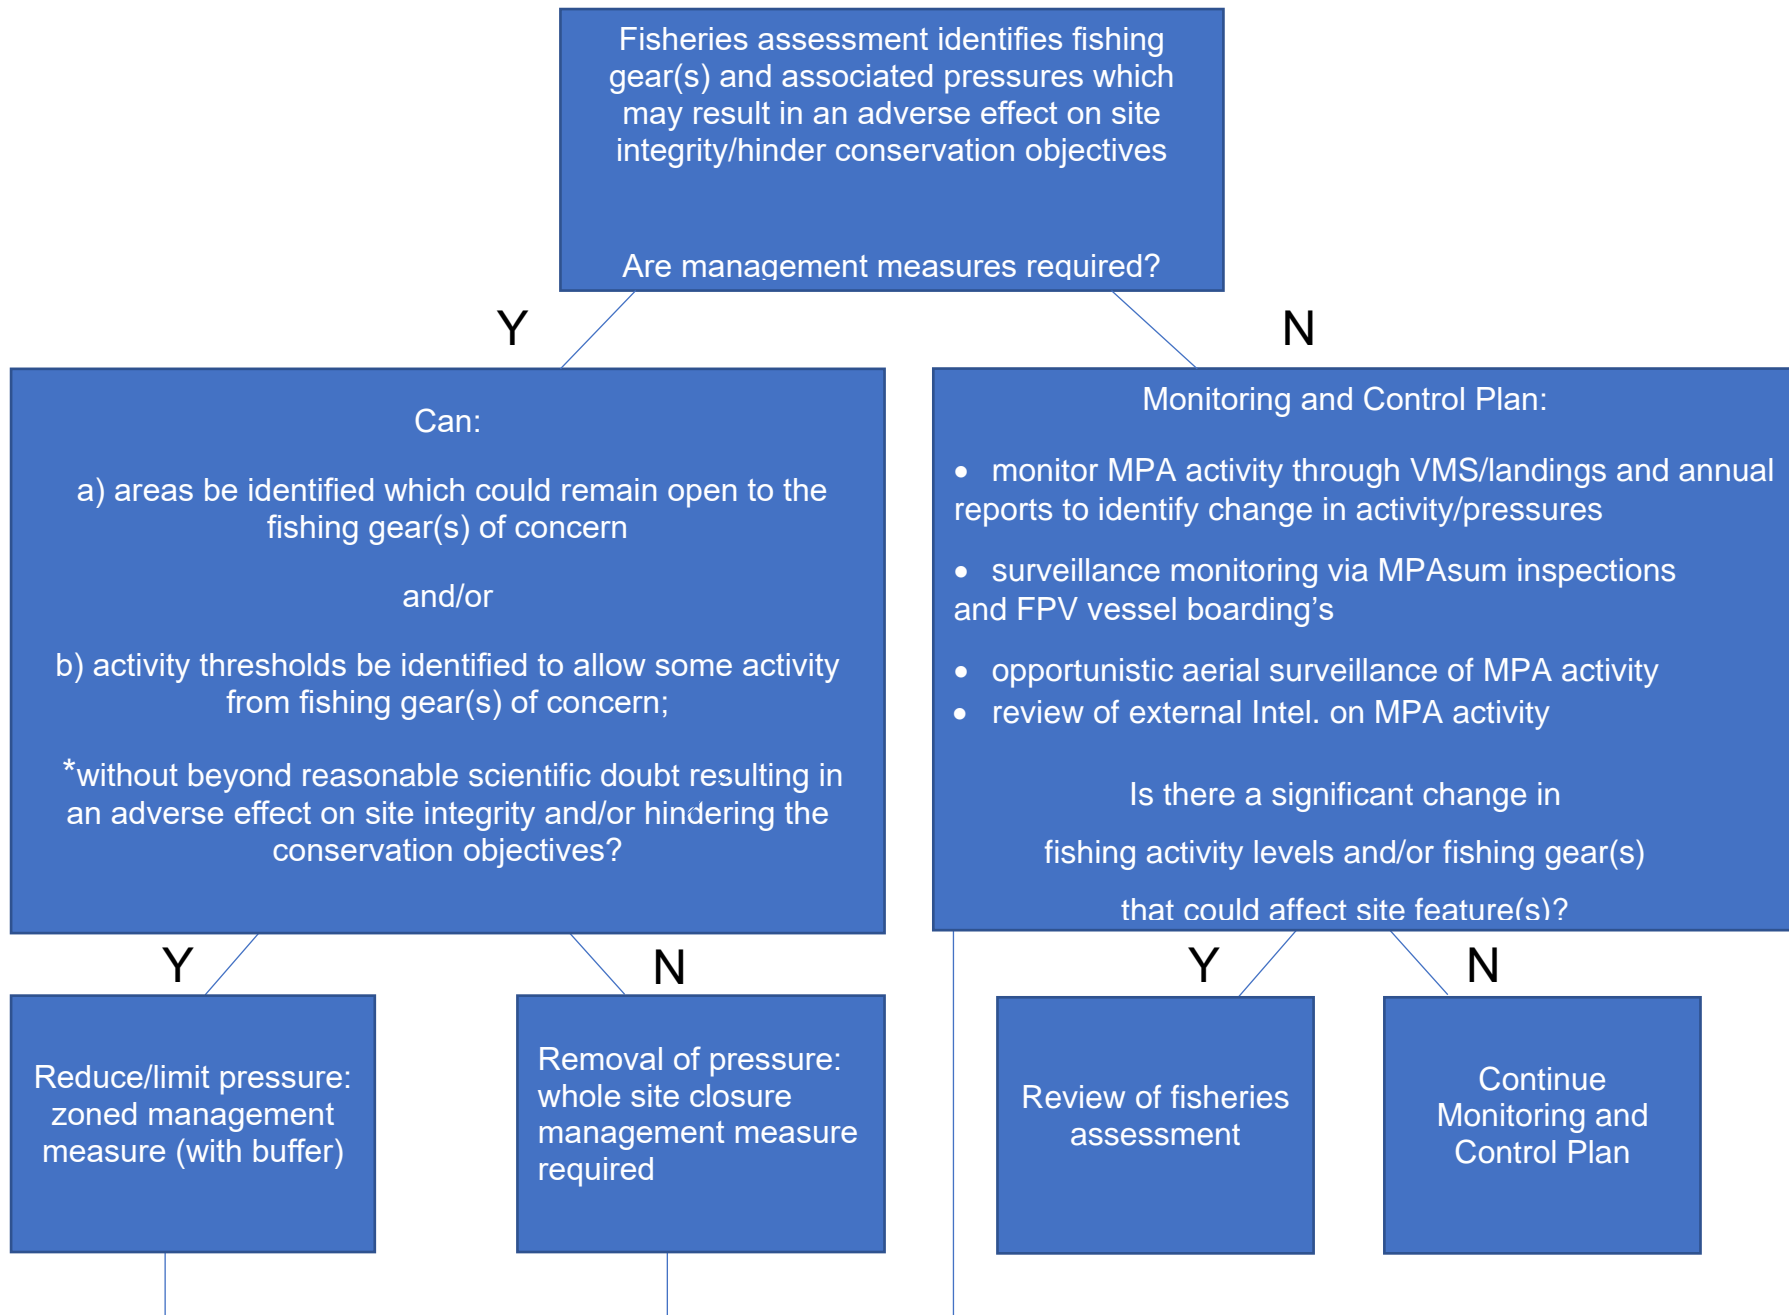 Fisheries assessment identifies fishing
gear(s) and associated pressures which
may result in an adverse effect on site
integrity/hinder conservation objectives
Are management measures required?
Y
N
Can:
a) areas be identified which could remain open to the
fishing gear(s) of concern
and/or
b) activity thresholds be identified to allow some activity
from fishing gear(s) of concern;
*without beyond reasonable scientific doubt resulting in
an adverse effect on site integrity and/or hindering the
conservation objectives?
Monitoring and Control Plan:
• monitor MPA activity through VMS/landings and annual
reports to identify change in activity/pressures
• surveillance monitoring via MPAsum inspections
and FPV vessel boarding’s
• opportunistic aerial surveillance of MPA activity
• review of external Intel. on MPA activity
Is there a significant change in
fishing activity levels and/or fishing gear(s)
that could affect site feature(s)?
Y
N
Y
N
Reduce/limit pressure:
zoned management
measure (with buffer)
Removal of pressure:
whole site closure
management measure
required
Review of fisheries
assessment
Continue
Monitoring and
Control Plan